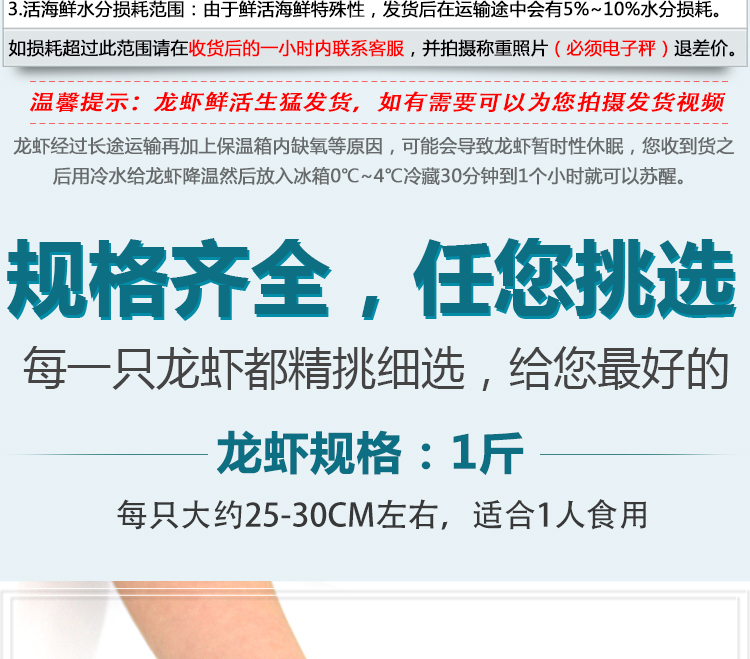 3.活海鲜水分损耗范围：由于鲜活海鲜特殊性，发货后在运输途中会有5%~10%水分损耗。
如损耗超过此范围请在收货后的一小时内联系客服，并拍摄称重照片（必须电子秤）退差价。
温馨提示：龙虾鲜活生猛发货，如有需要可以为您拍摄发货视频
龙虾经过长途运输再加上保温箱内缺氧等原因，可能会导致龙虾暂时性休眠，您收到货之
后用冷水给龙虾降温然后放入冰箱0℃~4℃冷藏30分钟到1个小时就可以苏醒。
规格齐全，任您挑选
每一只龙虾都精挑细选，给您最好的
龙虾规格：1斤
每只大约25-30CM左右，适合1人食用